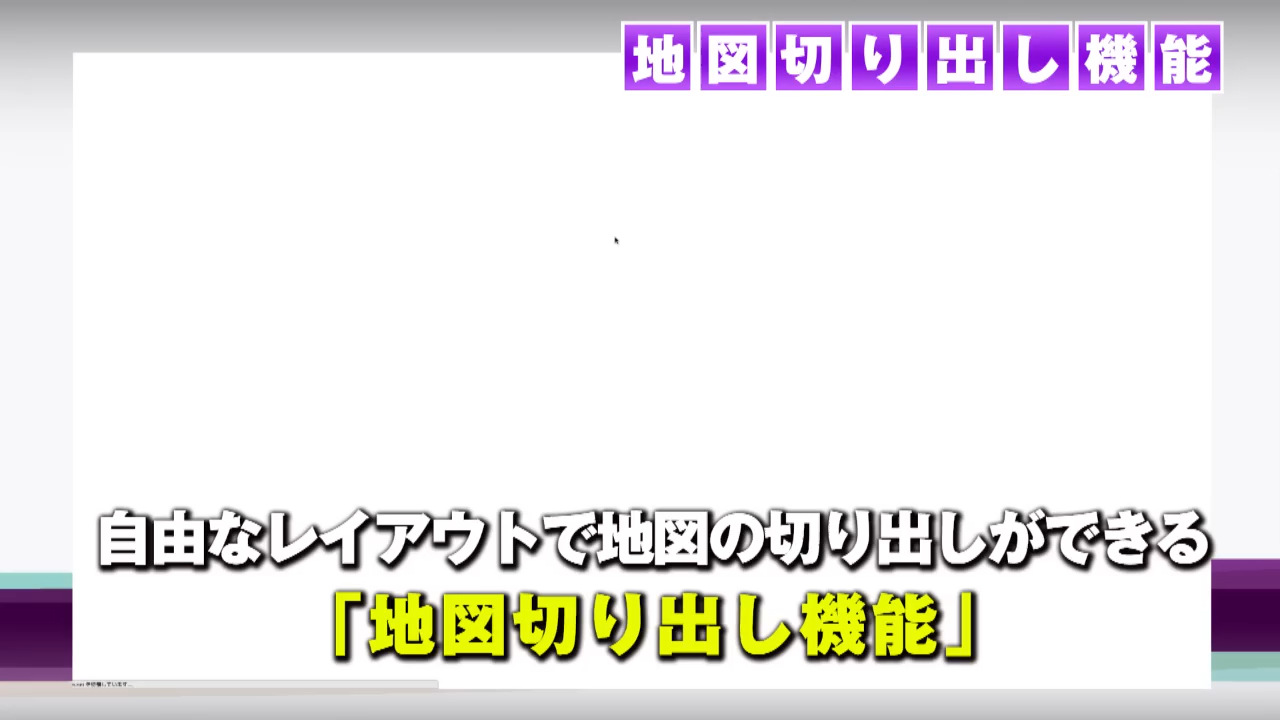 地図切り出し機能
自由なレイアウトで地図の切り出しができる
「地図切り出し機能」